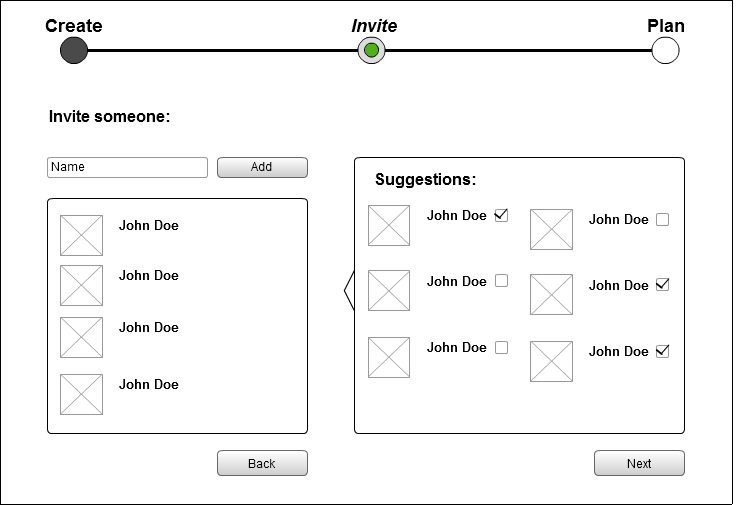 Create
Invite
Plan
Invite someone:
Name
Add
John Doe
John Doe
John Doe
John Doe
Back
Suggestions:
John Doe
John Doe
John Doe
John Doe
John Doe
John Doe
Next